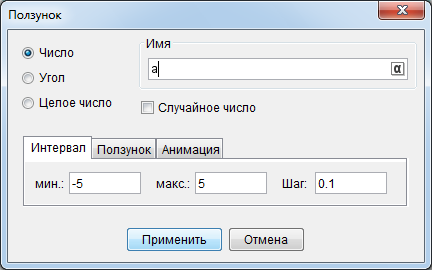 Ползунок
Число
Имя
a
α
Угол
Целое число
Случайное число
Интервал Ползунок Анимация
мин.: -5 макс.: 5 Шаг: 0.1
Применить Отмена